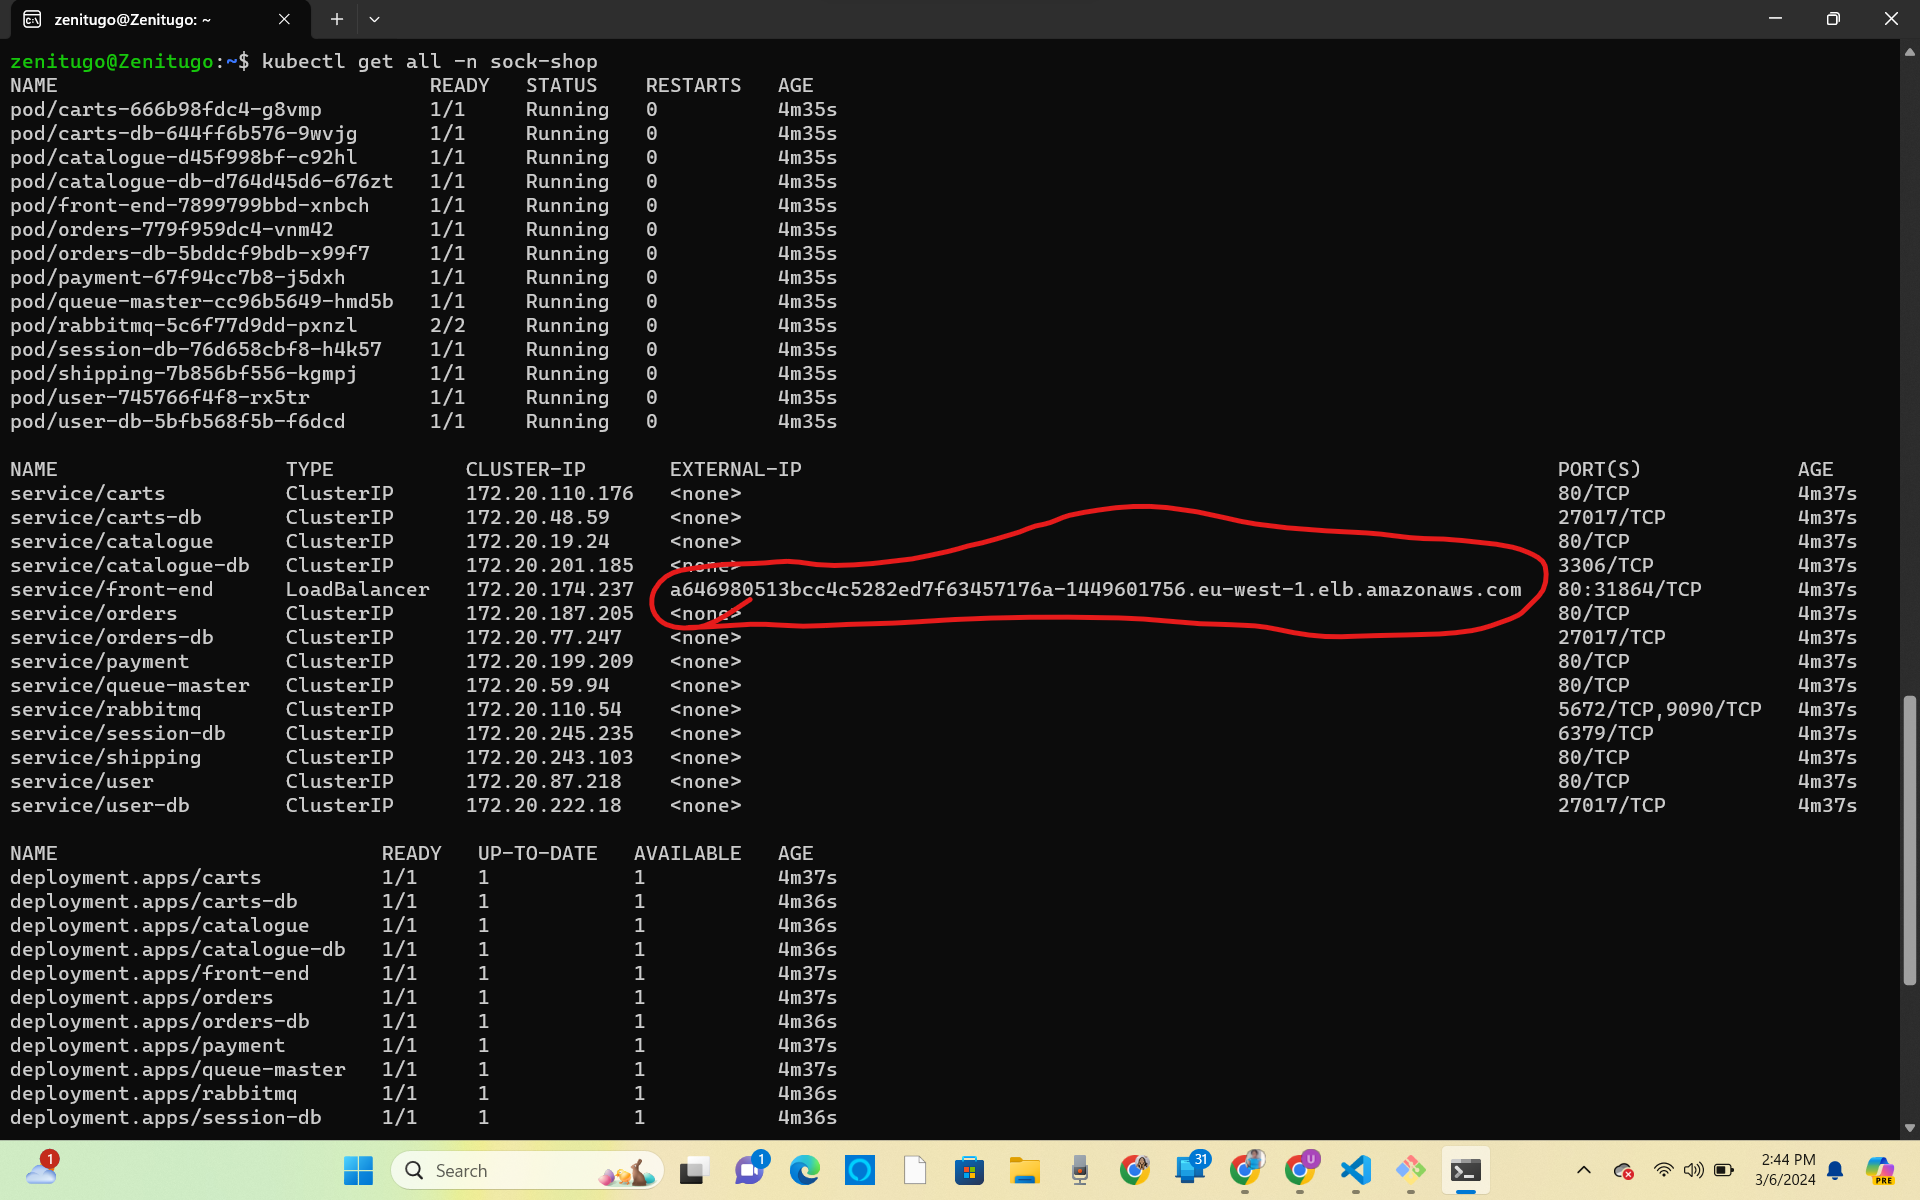 zenitugo@Zenitugo: ~
zenitugo@Zenitugo:~$ kubectl get all -n sock-shop
NAME READY STATUS RESTARTS AGE
pod/carts-666b98fdc4-g8vmp 1/1 Running 0 4m35s
pod/carts-db-644ff6b576-9wvjg 1/1 Running 0 4m35s
pod/catalogue-d45f998bf-c92hl 1/1 Running 0 4m35s
pod/catalogue-db-d764d45d6-676zt 1/1 Running 0 4m35s
pod/front-end-7899799bbd-xnbch 1/1 Running 0 4m35s
pod/orders-779f959dc4-vnm42 1/1 Running 0 4m35s
pod/orders-db-5bddcf9bdb-x99f7 1/1 Running 0 4m35s
pod/payment-67f94cc7b8-j5dxh 1/1 Running 0 4m35s
pod/queue-master-cc96b5649-hmd5b 1/1 Running 0 4m35s
pod/rabbitmq-5c6f77d9dd-pxnzl 2/2 Running 0 4m35s
pod/session-db-76d658cbf8-h4k57 1/1 Running 0 4m35s
pod/shipping-7b856bf556-kgmpj 1/1 Running 0 4m35s
pod/user-745766f4f8-rx5tr 1/1 Running 0 4m35s
pod/user-db-5bfb568f5b-f6dcd 1/1 Running 0 4m35s
NAME TYPE CLUSTER-IP EXTERNAL-IP PORT(S) AGE
service/carts ClusterIP 172.20.110.176 <none> 80/TCP 4m37s
service/carts-db ClusterIP 172.20.48.59 <none> 27017/TCP 4m37s
service/catalogue ClusterIP 172.20.19.24 <none> 80/TCP 4m37s
service/catalogue-db ClusterIP 172.20.201.185 <none> 3306/TCP 4m37s
service/front-end LoadBalancer 172.20.174.237 a646980513bcc4c5282ed7f63457176a-1449601756.eu-west-1.elb.amazonaws.com 80:31864/TCP 4m37s
service/orders ClusterIP 172.20.187.205 <none> 80/TCP 4m37s
service/orders-db ClusterIP 172.20.77.247 <none> 27017/TCP 4m37s
service/payment ClusterIP 172.20.199.209 <none> 80/TCP 4m37s
service/queue-master ClusterIP 172.20.59.94 <none> 80/TCP 4m37s
service/rabbitmq ClusterIP 172.20.110.54 <none> 5672/TCP,9090/TCP 4m37s
service/session-db ClusterIP 172.20.245.235 <none> 6379/TCP 4m37s
service/shipping ClusterIP 172.20.243.103 <none> 80/TCP 4m37s
service/user ClusterIP 172.20.87.218 <none> 80/TCP 4m37s
service/user-db ClusterIP 172.20.222.18 <none> 27017/TCP 4m37s
NAME READY UP-TO-DATE AVAILABLE AGE
deployment.apps/carts 1/1 1 1 4m37s
deployment.apps/carts-db 1/1 1 1 4m36s
deployment.apps/catalogue 1/1 1 1 4m36s
deployment.apps/catalogue-db 1/1 1 1 4m36s
deployment.apps/front-end 1/1 1 1 4m37s
deployment.apps/orders 1/1 1 1 4m37s
deployment.apps/orders-db 1/1 1 1 4m36s
deployment.apps/payment 1/1 1 1 4m37s
deployment.apps/queue-master 1/1 1 1 4m37s
deployment.apps/rabbitmq 1/1 1 1 4m36s
deployment.apps/session-db 1/1 1 1 4m36s
1 Search 1 31 U 2:44 PM PRE
3/6/2024